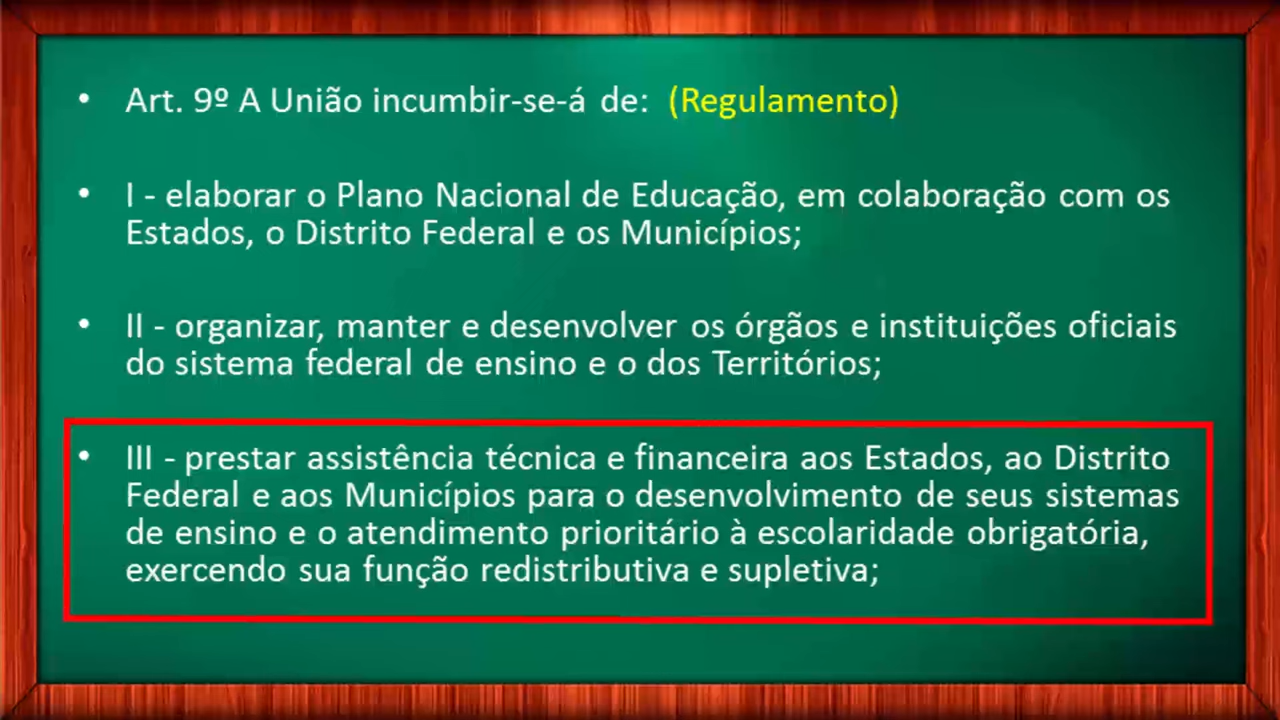 • Art. 9º A União incumbir-se-á de: (Regulamento)
• I - elaborar o Plano Nacional de Educação, em colaboração com os
Estados, o Distrito Federal e os Municípios;
• II - organizar, manter e desenvolver os órgãos e instituições oficiais
do sistema federal de ensino e o dos Territórios;
• III - prestar assistência técnica e financeira aos Estados, ao Distrito
Federal e aos Municípios para o desenvolvimento de seus sistemas
de ensino e o atendimento prioritário à escolaridade obrigatória,
exercendo sua função redistributiva e supletiva;